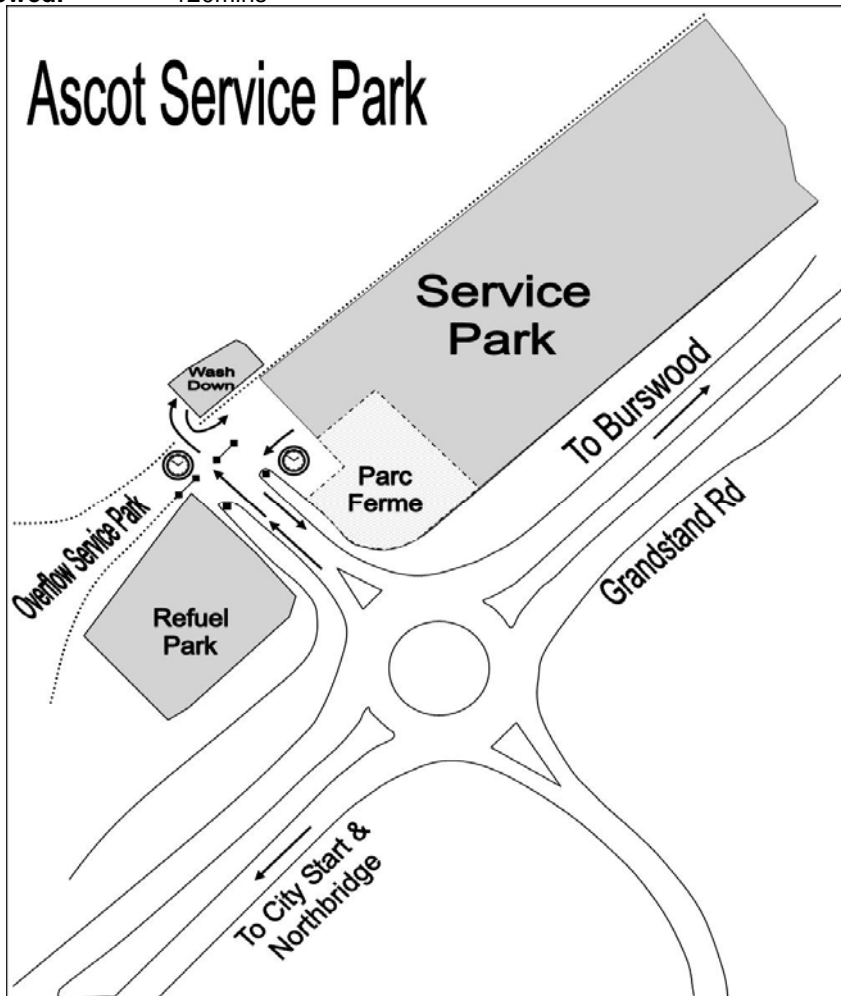 120mins
Ascot Service Park
Service
Park
Wash
Down
To Burswood
Parc
Ferme
Grandstand Rd
Overflow Service Park
Refuel
Park
To City Start &
Northbridge